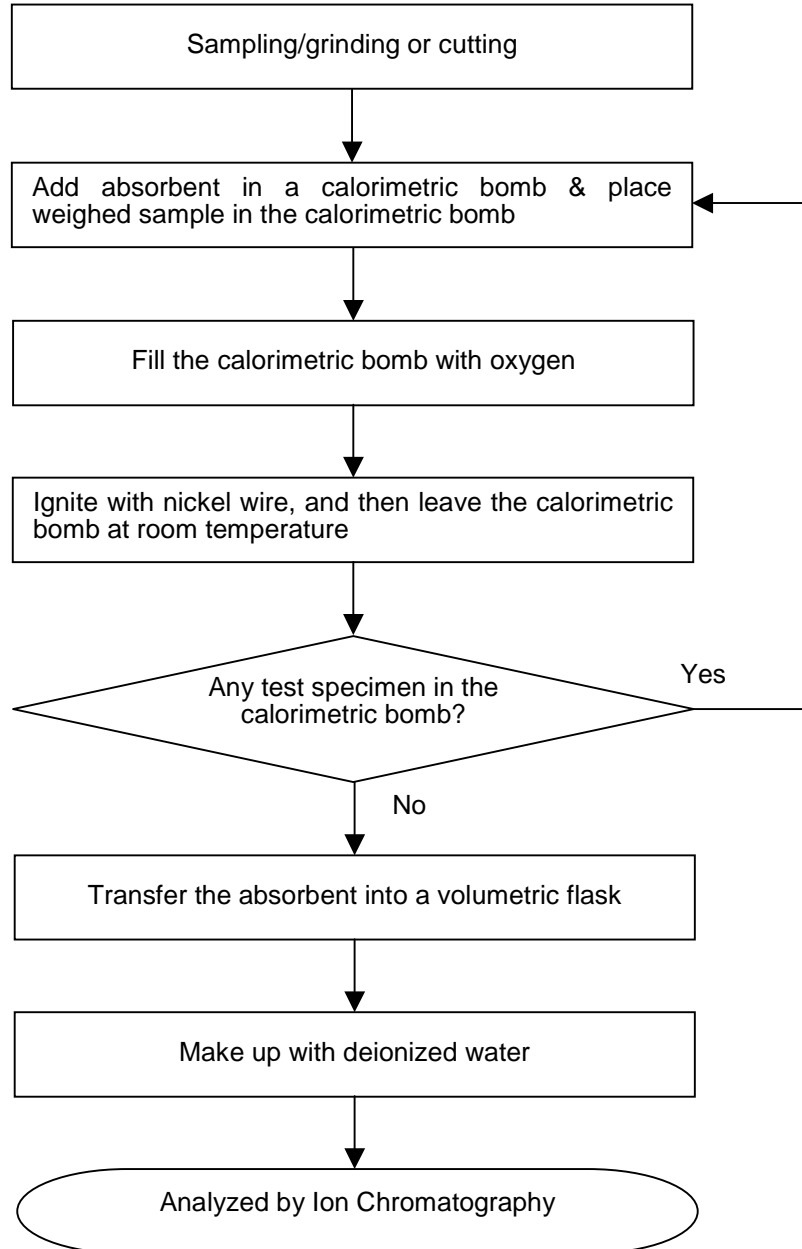 Sampling/grinding or cutting
Add absorbent in a calorimetric bomb & place
weighed sample in the calorimetric bomb
Fill the calorimetric bomb with oxygen
Ignite with nickel wire, and then leave the calorimetric
bomb at room temperature
Any test specimen in the
calorimetric bomb?
Yes
No
Transfer the absorbent into a volumetric flask
Make up with deionized water
Analyzed by Ion Chromatography